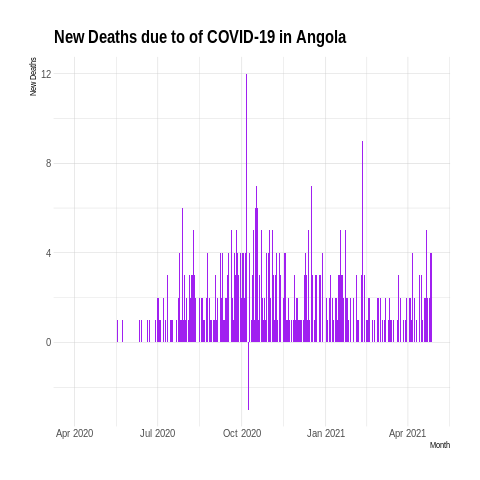 New Deaths due to of COVID-19 in Angola
New Deaths
12
8
4
0
Apr 2020
Jul 2020
Oct 2020
Jan 2021
Apr 2021
Month